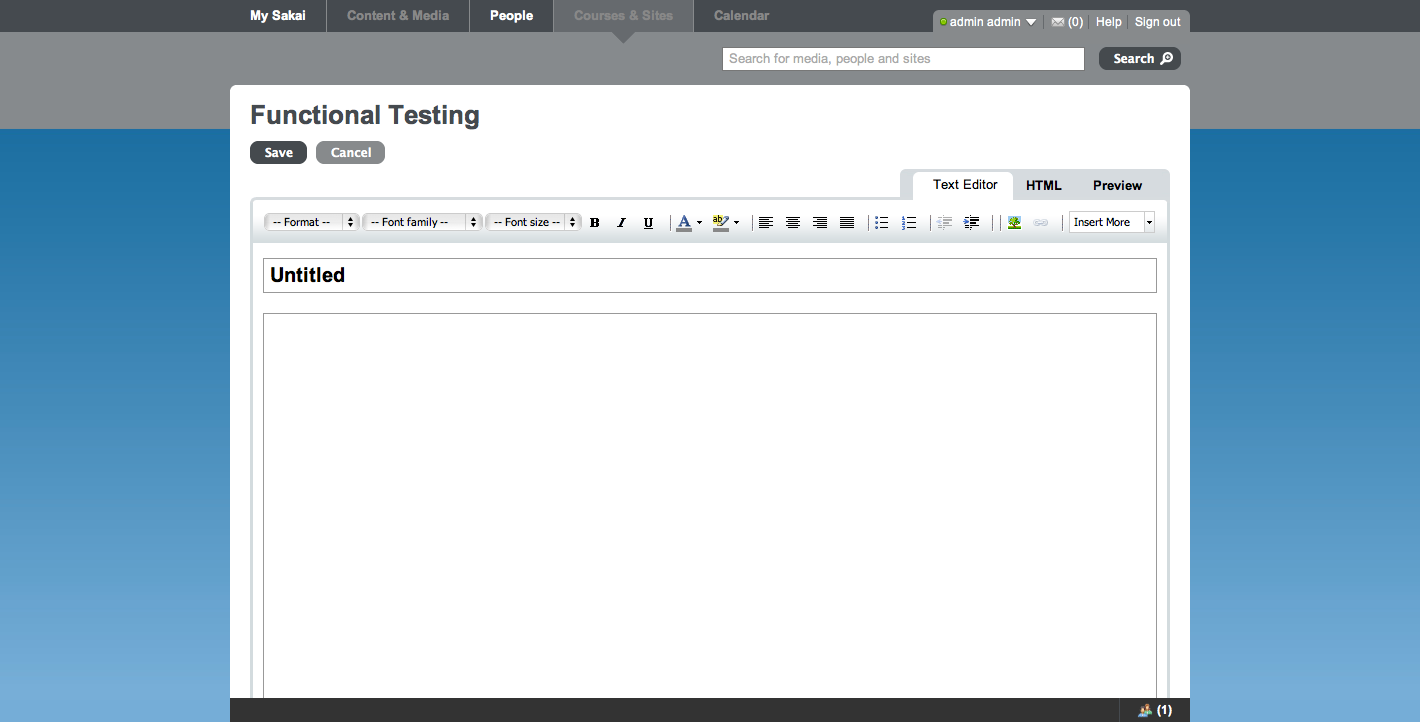 My Sakai Content & Media People Courses & Sites Calendar
admin admin (0) Help Sign out
Search for media, people and sites Search
Functional Testing
Save Cancel
Text Editor HTML Preview
-- Format -- -- Font family -- -- Font size -- B I U A ab Insert More
Untitled
(1)